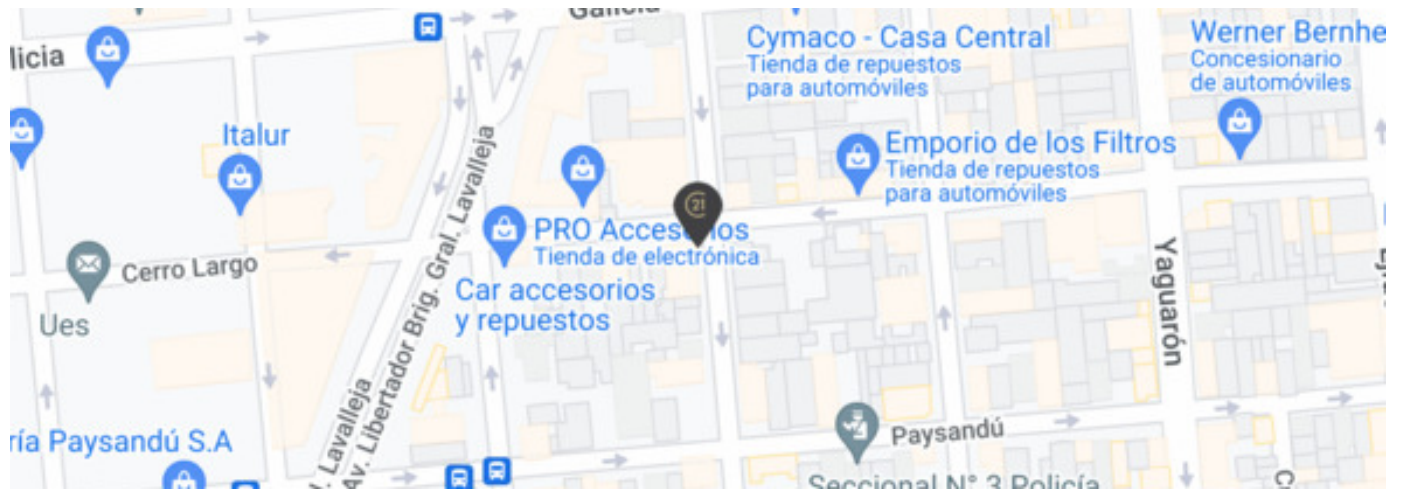 Galicia
licia
Cymaco - Casa Central
Tienda de repuestos
para automóviles
Werner Bernhe
Concesionario
de automóviles
Italur
Emporio de los Filtros
Tienda de repuestos
para automóviles
21
PRO Accesorios
Tienda de electrónica
Cerro Largo
Car accesorios
y repuestos
Ues
Av. Libertador Brig. Gral. Lavalleja
Yaguarón
Lavalleja
ría Paysandú S.A
Paysandú
Seccional N° 3 Policía